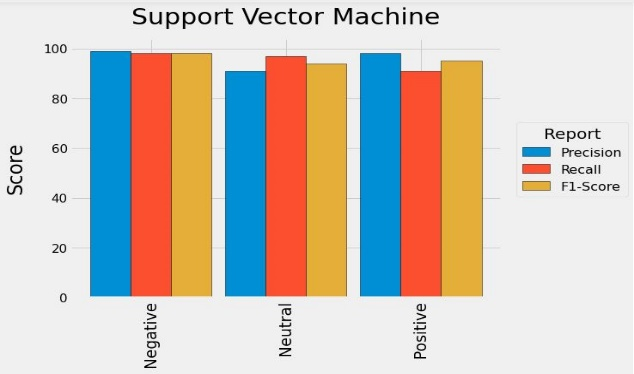 Support Vector Machine
100
80
60
40
20
0
Score
Negative
Neutral
Positive
Report
Precision
Recall
F1-Score